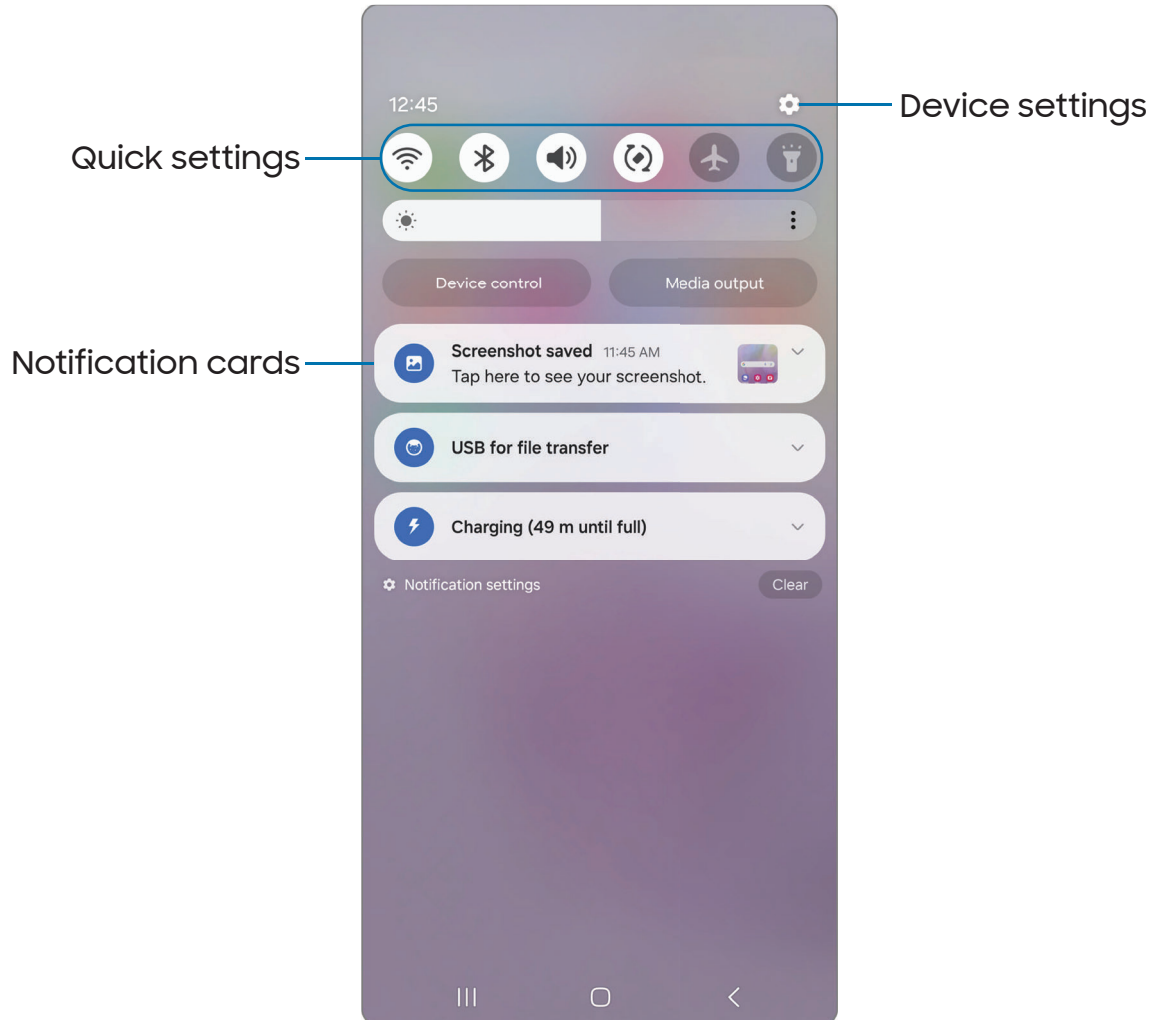 12:45
Device settings
Quick settings
Device control
Media output
Notification cards
Screenshot saved 11:45 AM
Tap here to see your screenshot.
USB for file transfer
Charging (49 m until full)
Notification settings
Clear